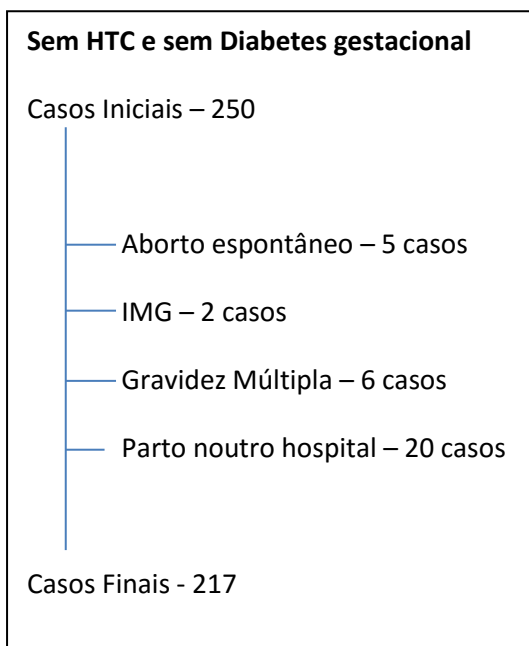 Sem HTC e sem Diabetes gestacional
Casos Iniciais – 250
Aborto espontâneo – 5 casos
IMG – 2 casos
Gravidez Múltipla – 6 casos
Parto noutro hospital – 20 casos
Casos Finais - 217